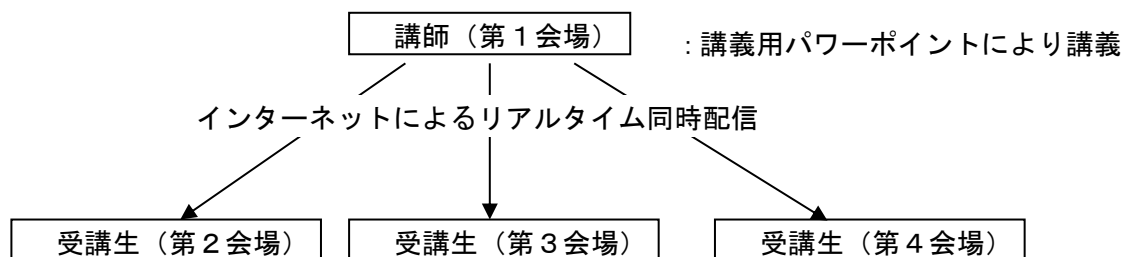 講師（第１会場）
：講義用パワーポイントにより講義
インターネットによるリアルタイム同時配信
受講生（第２会場）
受講生（第３会場）
受講生（第４会場）